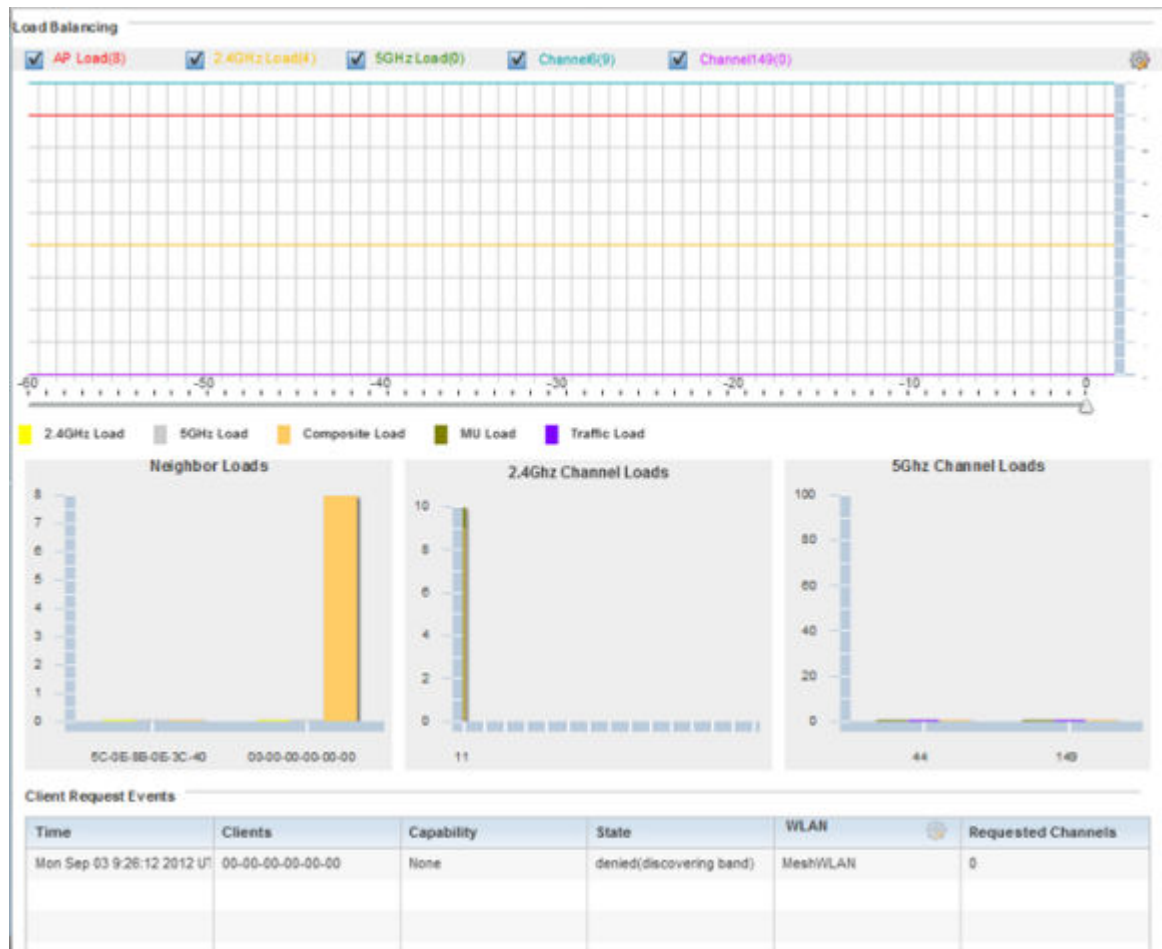 Load Balancing
AP Load(8) 2.4GHz Load(4) 5GHz Load(0) Channel6(9) Channel149(0)
-60 -50 -40 -30 -20 -10 0
2.4GHz Load 5GHz Load Composite Load MU Load Traffic Load
Neighbor Loads
8
7
6
5
4
3
2
1
0
5C-0E-8B-0E-3C-40 00-00-00-00-00-00
2.4Ghz Channel Loads
10
8
6
4
2
0
11
5Ghz Channel Loads
100
80
60
40
20
0
44 149
Client Request Events
Time Clients Capability State WLAN Requested Channels
Mon Sep 03 9:26:12 2012 UT 00-00-00-00-00-00 None denied(discovering band) MeshWLAN 0